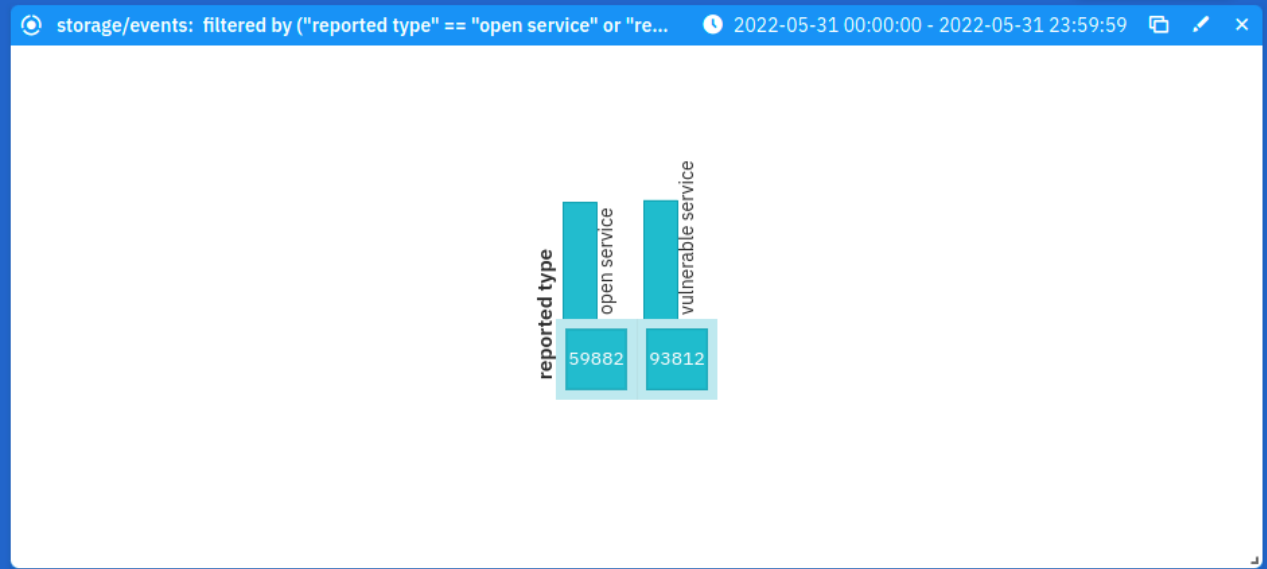 storage/events: filtered by ("reported type" == "open service" or "re...
2022-05-31 00:00:00 - 2022-05-31 23:59:59
reported type
open service
vulnerable service
59882
93812